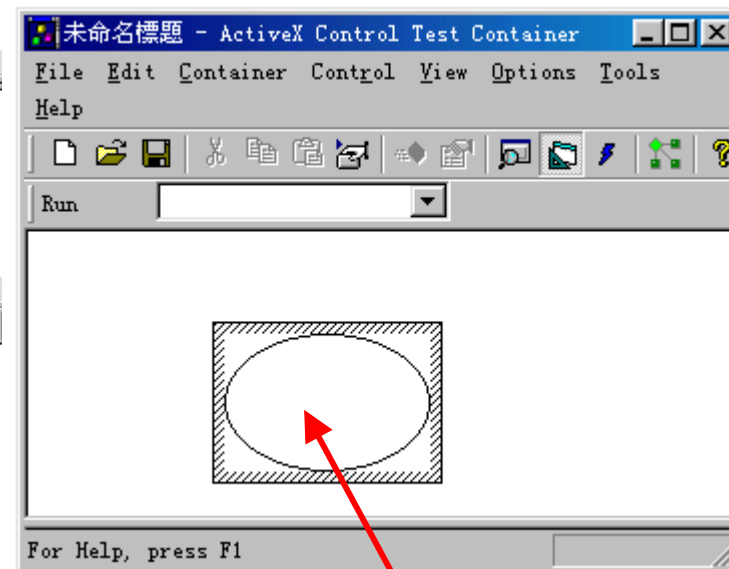 未命名標題 - ActiveX Control Test Container
File Edit Container Control View Options Tools
Help
Run
For Help, press F1